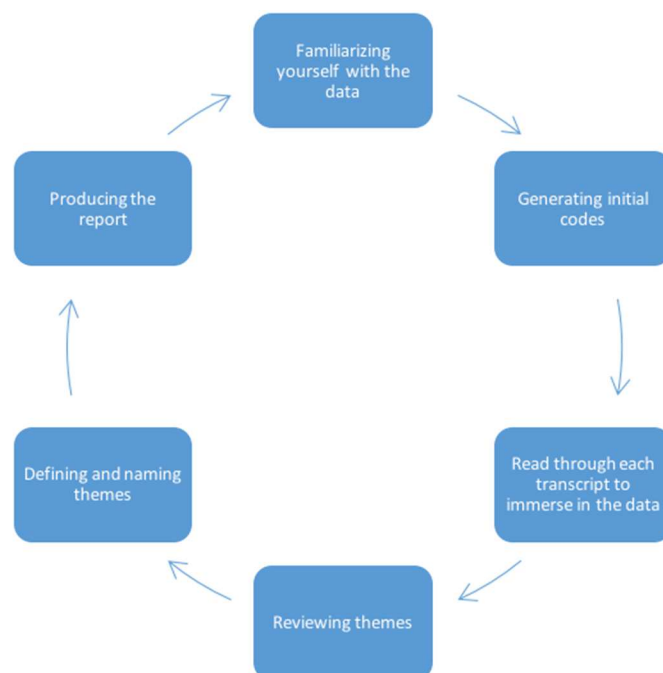 Familiarizing
yourself with the
data
Generating initial
codes
Read through each
transcript to
immerse in the data
Reviewing themes
Defining and naming
themes
Producing the
report